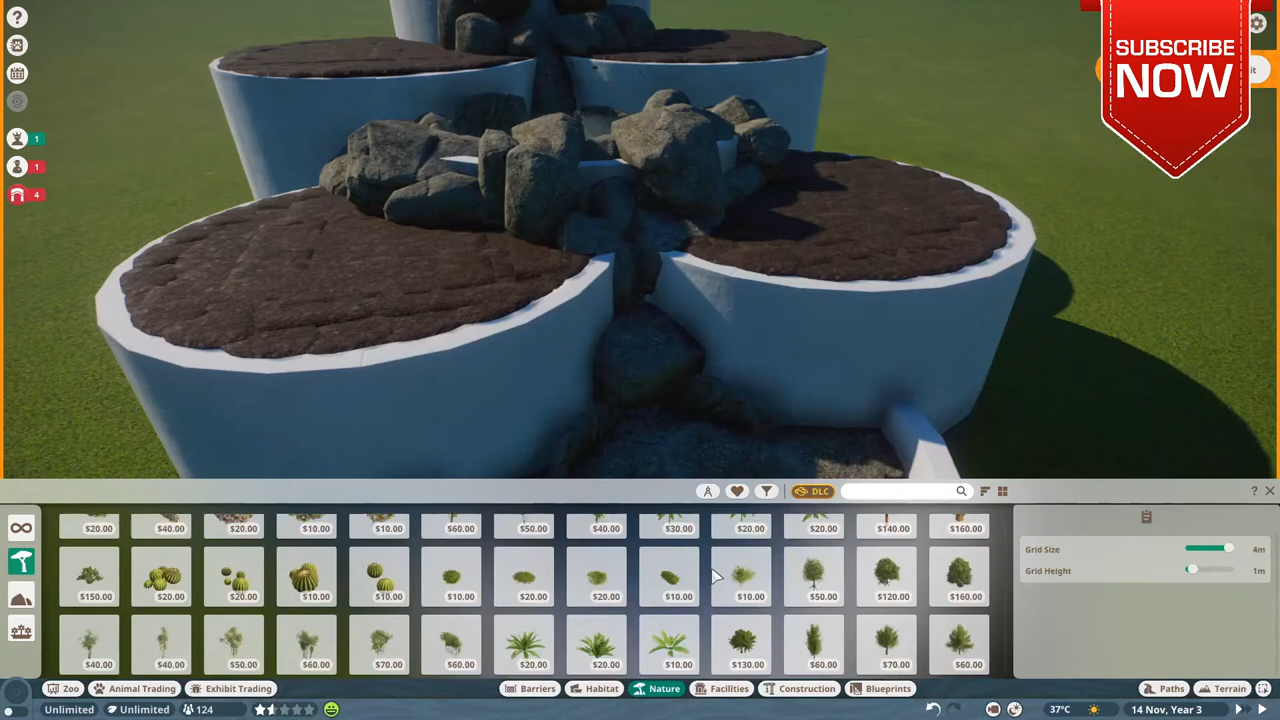 ?
SUBSCRIBE
NOW
it
1
1
4
DLC
?
$20.00 $40.00 $20.00 $10.00 $10.00 $60.00 $50.00 $40.00 $30.00 $20.00 $20.00 $140.00 $160.00
Grid Size 4m
Grid Height 1m
$150.00 $20.00 $20.00 $10.00 $10.00 $10.00 $20.00 $20.00 $10.00 $10.00 $50.00 $120.00 $160.00
$40.00 $40.00 $50.00 $60.00 $70.00 $60.00 $20.00 $20.00 $10.00 $130.00 $60.00 $70.00 $60.00
Zoo Animal Trading Exhibit Trading Barriers Habitat Nature Facilities Construction Blueprints Paths Terrain
Unlimited Unlimited 124 37°C 14 Nov, Year 3